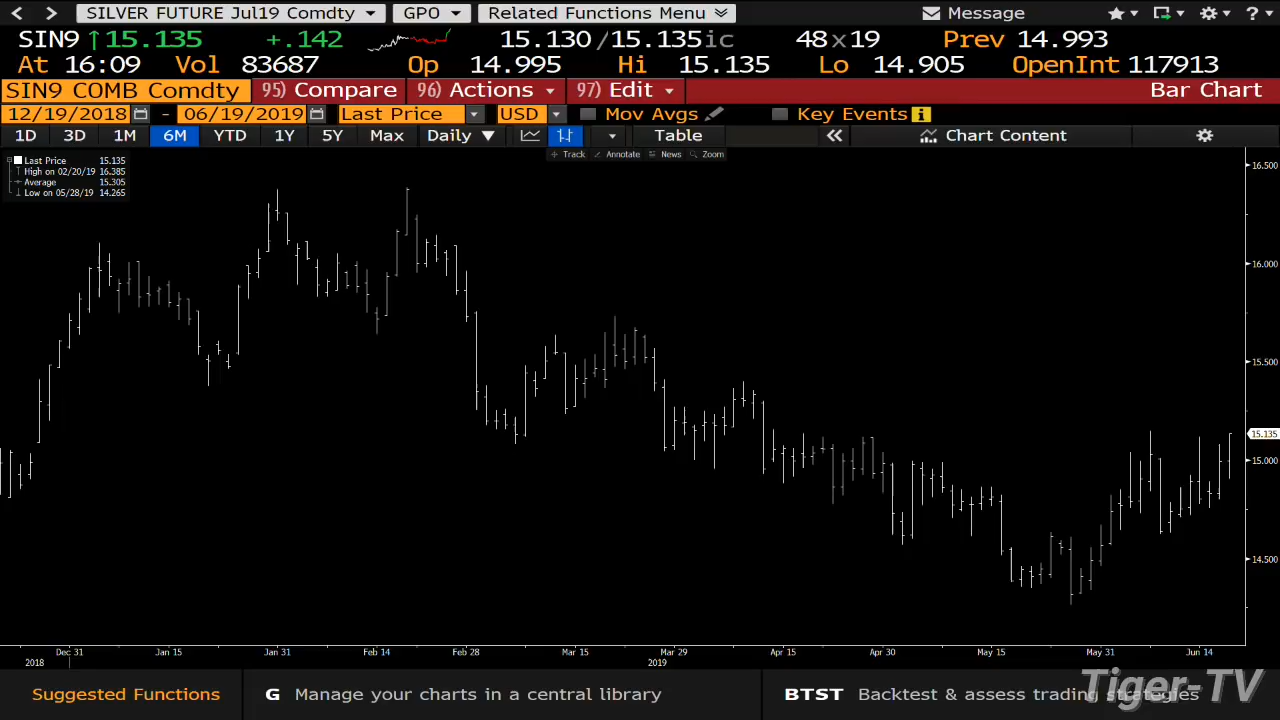 SILVER FUTURE Jul19 Comdty GPO Related Functions Menu Message ?
SIN9 ↑15.135 +.142 15.130/15.135ic 48x19 Prev 14.993
At 16:09 Vol 83687 Op 14.995 Hi 15.135 Lo 14.905 OpenInt 117913
SIN9 COMB Comdty 95) Compare 96) Actions 97) Edit Bar Chart
12/19/2018 - 06/19/2019 Last Price USD Mov Avgs Key Events i
1D 3D 1M 6M YTD 1Y 5Y Max Daily ▼ Table « Chart Content
Track Annotate News Zoom
Last Price 15.135
High on 02/20/19 16.385
Average 15.305
Low on 05/28/19 14.265
16.500
16.000
15.500
15.135
15.000
14.500
Dec 31 Jan 15 Jan 31 Feb 14 Feb 28 Mar 15 Mar 29 Apr 15 Apr 30 May 15 May 31 Jun 14
2018 2019
Suggested Functions G Manage your charts in a central library BTST Backtest & assess trading strategies
Tiger-TV